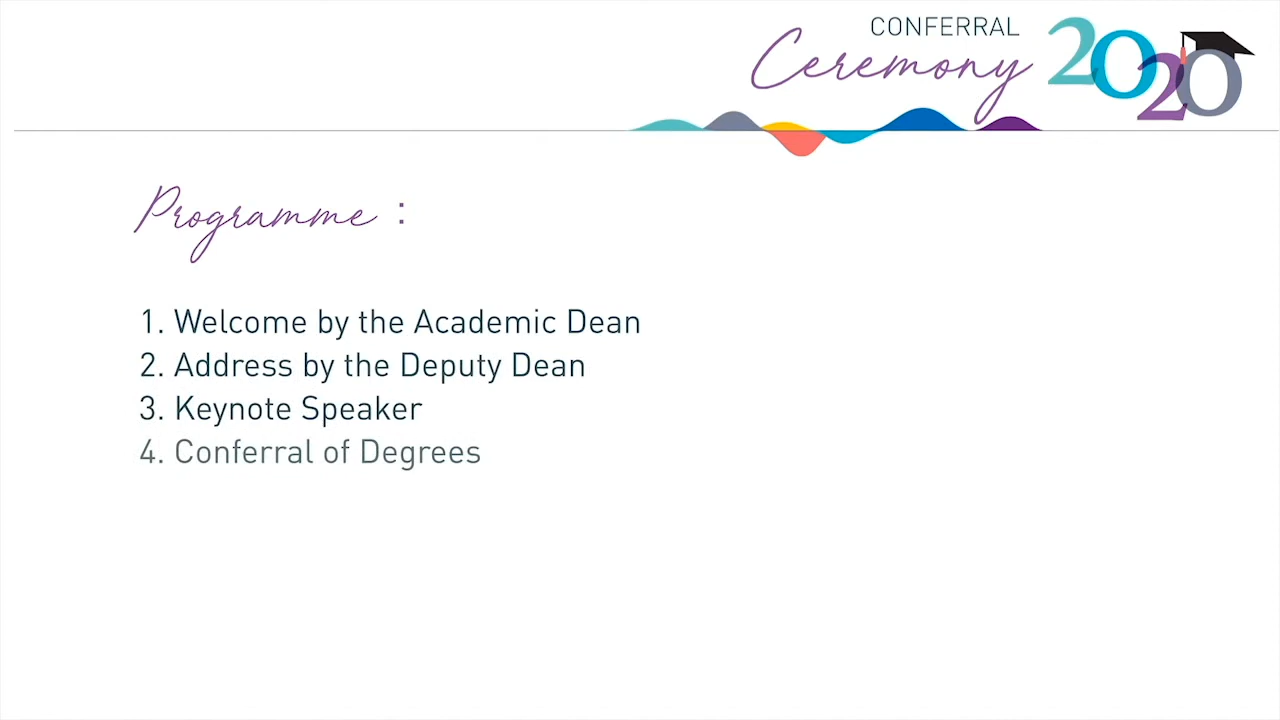 CONFERRAL
Ceremony
2020
Programme :
1. Welcome by the Academic Dean
2. Address by the Deputy Dean
3. Keynote Speaker
4. Conferral of Degrees